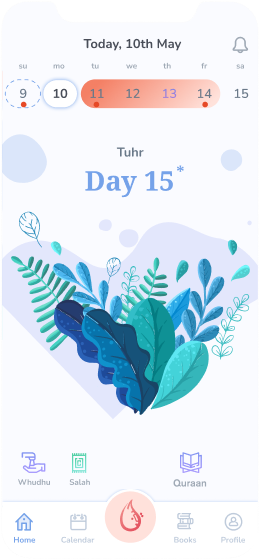 Today, 10th May
su mo tu we th fr sa
9 10 11 12 13 14 15
Tuhr
Day 15*
Whudhu Salah Quraan
Home Calendar Books Profile